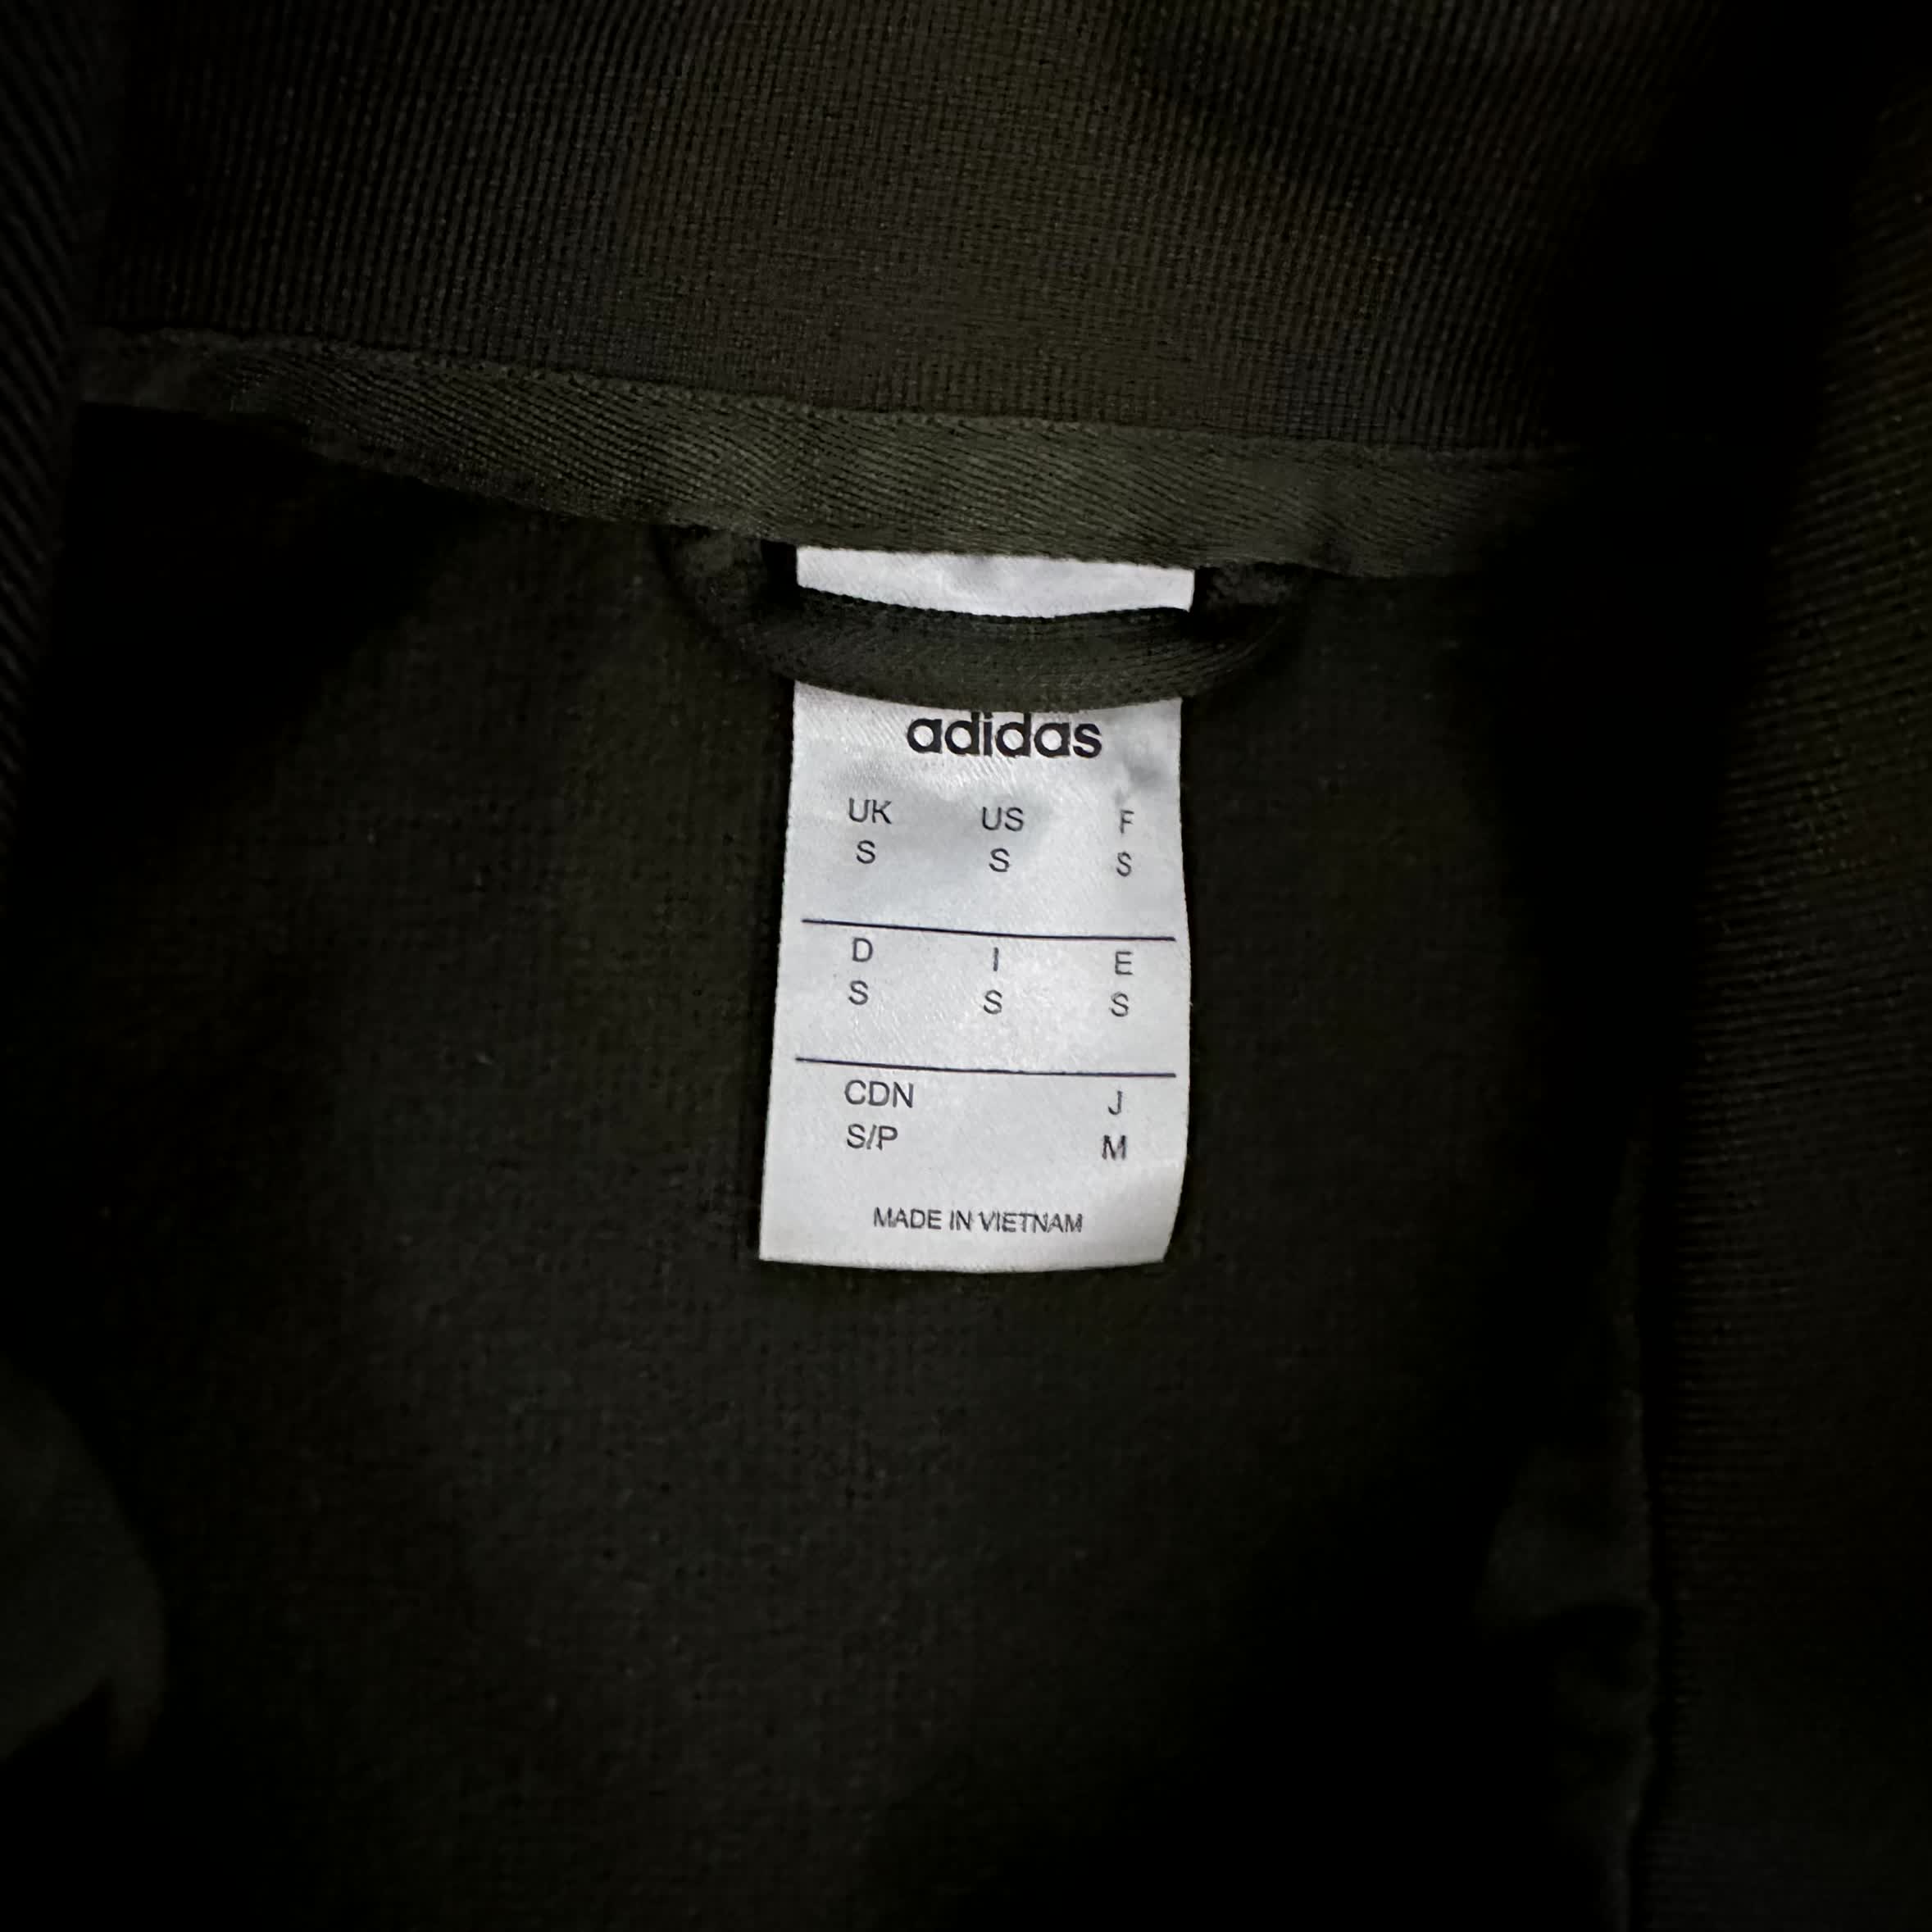 adidas
UK US F
S S S
D I E
S S S
CDN J
S/P M
MADE IN VIETNAM